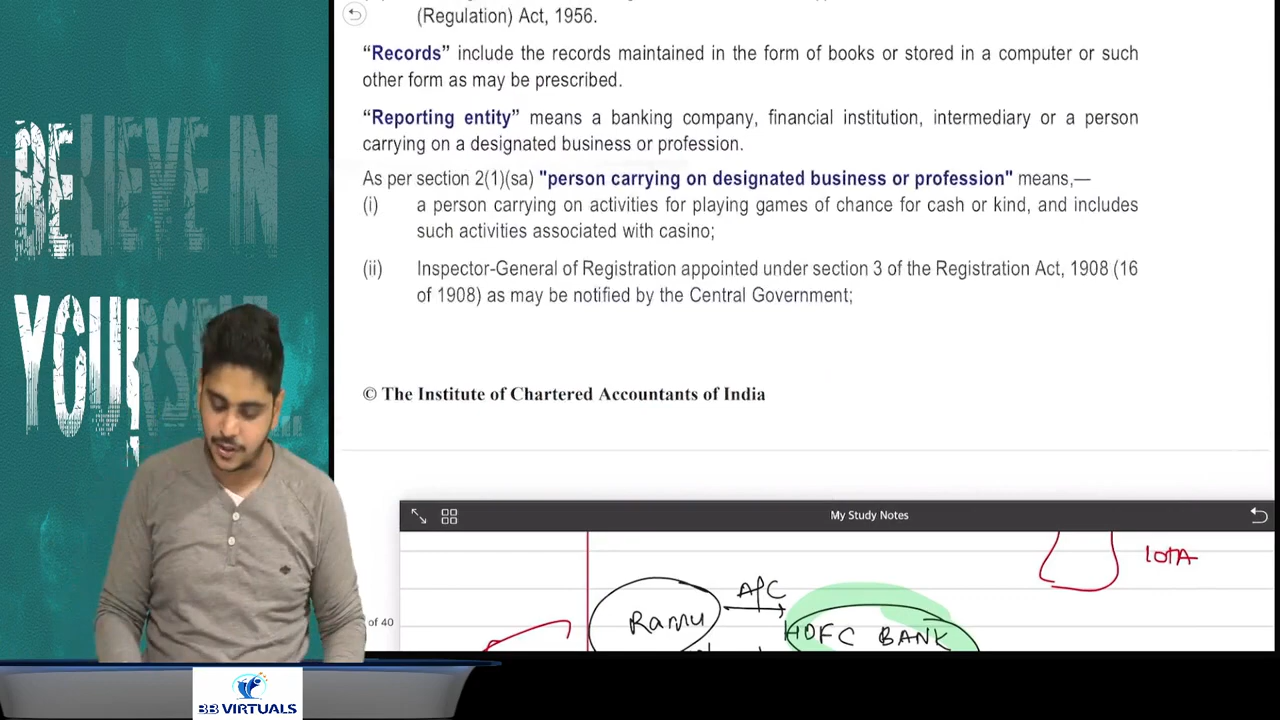 (Regulation) Act, 1956.
“Records” include the records maintained in the form of books or stored in a computer or such
other form as may be prescribed.
“Reporting entity” means a banking company, financial institution, intermediary or a person
carrying on a designated business or profession.
As per section 2(1)(sa) "person carrying on designated business or profession" means,—
(i) a person carrying on activities for playing games of chance for cash or kind, and includes
such activities associated with casino;
(ii) Inspector-General of Registration appointed under section 3 of the Registration Act, 1908 (16
of 1908) as may be notified by the Central Government;
© The Institute of Chartered Accountants of India
My Study Notes
of 40
A/C
Ramu
HDFC BANK
BELIEVE IN
BB VIRTUALS